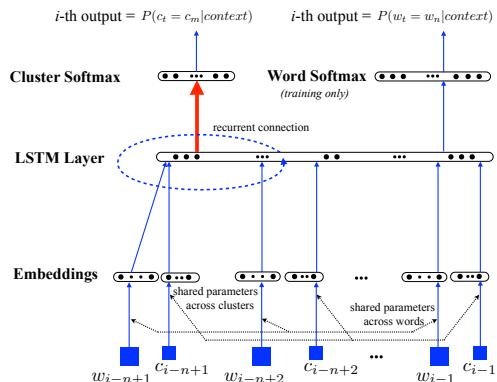 i-th output = P(c_t = c_m|context)
i-th output = P(w_t = w_n|context)
Cluster Softmax
Word Softmax
(training only)
recurrent connection
LSTM Layer
Embeddings
shared parameters
across clusters
shared parameters
across words
w_{i-n+1} c_{i-n+1} w_{i-n+2} c_{i-n+2} ... w_{i-1} c_{i-1}